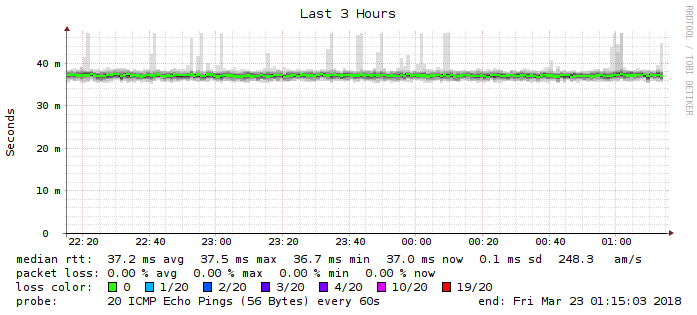 Last 3 Hours
RRDTOOL / TOBI OETIKER
Seconds
40 m
30 m
20 m
10 m
0
22:20 22:40 23:00 23:20 23:40 00:00 00:20 00:40 01:00
median rtt: 37.2 ms avg 37.5 ms max 36.7 ms min 37.0 ms now 0.1 ms sd 248.3 am/s
packet loss: 0.00 % avg 0.00 % max 0.00 % min 0.00 % now
loss color: 0 1/20 2/20 3/20 4/20 10/20 19/20
probe: 20 ICMP Echo Pings (56 Bytes) every 60s end: Fri Mar 23 01:15:03 2018